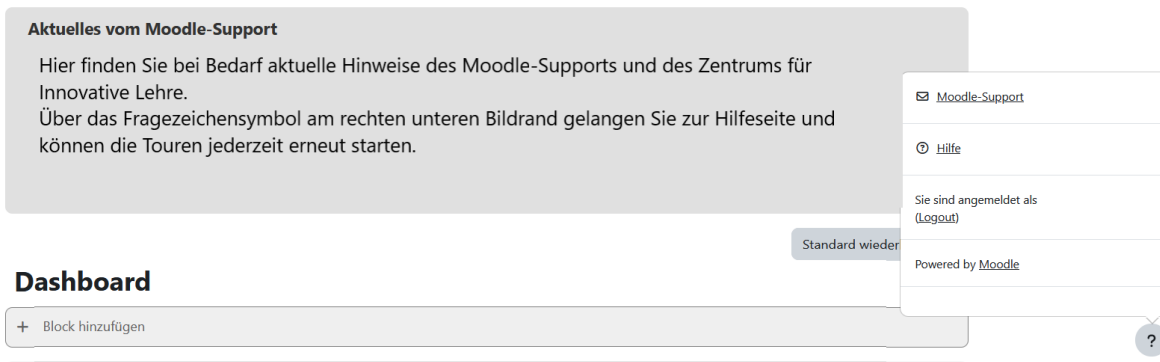 Aktuelles vom Moodle-Support
Hier finden Sie bei Bedarf aktuelle Hinweise des Moodle-Supports und des Zentrums für
Innovative Lehre.
Über das Fragezeichensymbol am rechten unteren Bildrand gelangen Sie zur Hilfeseite und
können die Touren jederzeit erneut starten.
Moodle-Support
Hilfe
Sie sind angemeldet als
(Logout)
Powered by Moodle
Standard wieder
Dashboard
+ Block hinzufügen
?